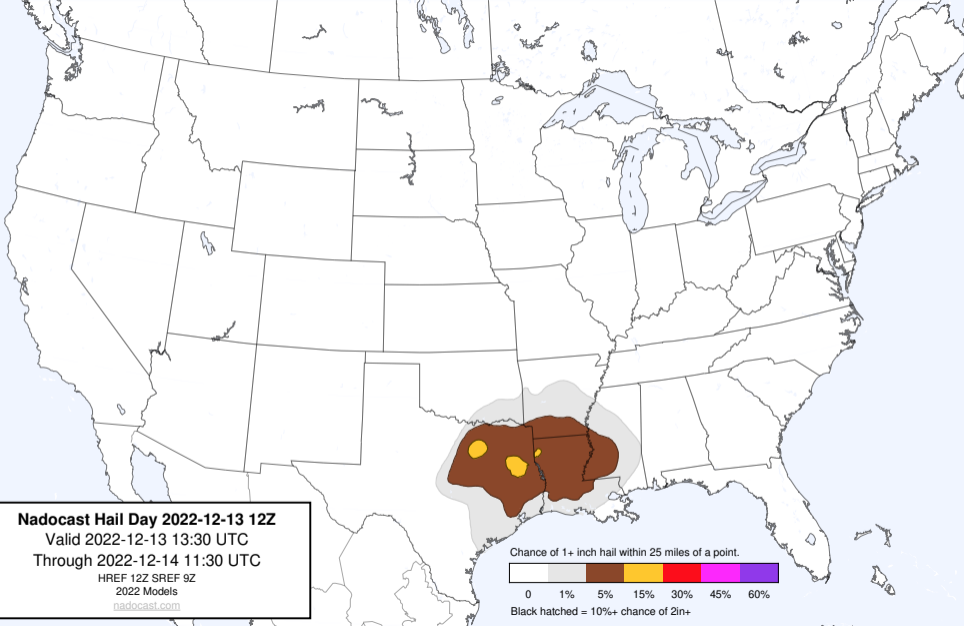 Nadocast Hail Day 2022-12-13 12Z
Valid 2022-12-13 13:30 UTC
Through 2022-12-14 11:30 UTC
HREF 12Z SREF 9Z
2022 Models
nadocast.com
Chance of 1+ inch hail within 25 miles of a point.
0 1% 5% 15% 30% 45% 60%
Black hatched = 10%+ chance of 2in+